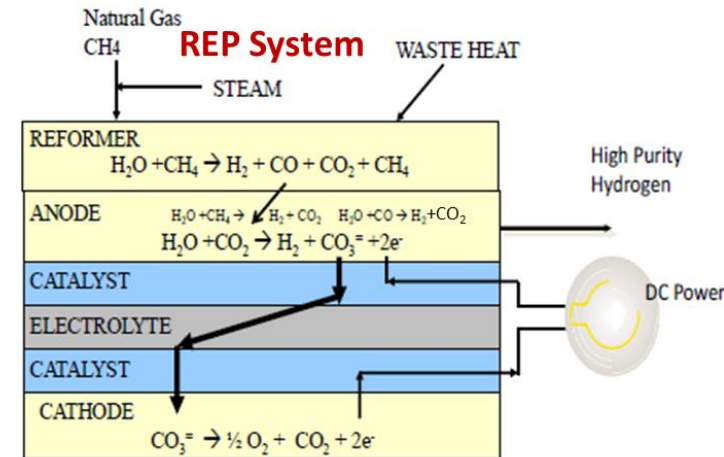 Natural Gas
CH4
REP System
WASTE HEAT
STEAM
REFORMER
H₂O +CH₄ → H₂ + CO + CO₂ + CH₄
High Purity
Hydrogen
ANODE
H₂O +CH₄ → H₂ + CO₂ H₂O +CO → H₂+CO₂
H₂O +CO₂ → H₂ + CO₃⁼ +2e⁻
CATALYST
DC Power
ELECTROLYTE
CATALYST
CATHODE
CO₃⁼ → ½ O₂ + CO₂ + 2e⁻